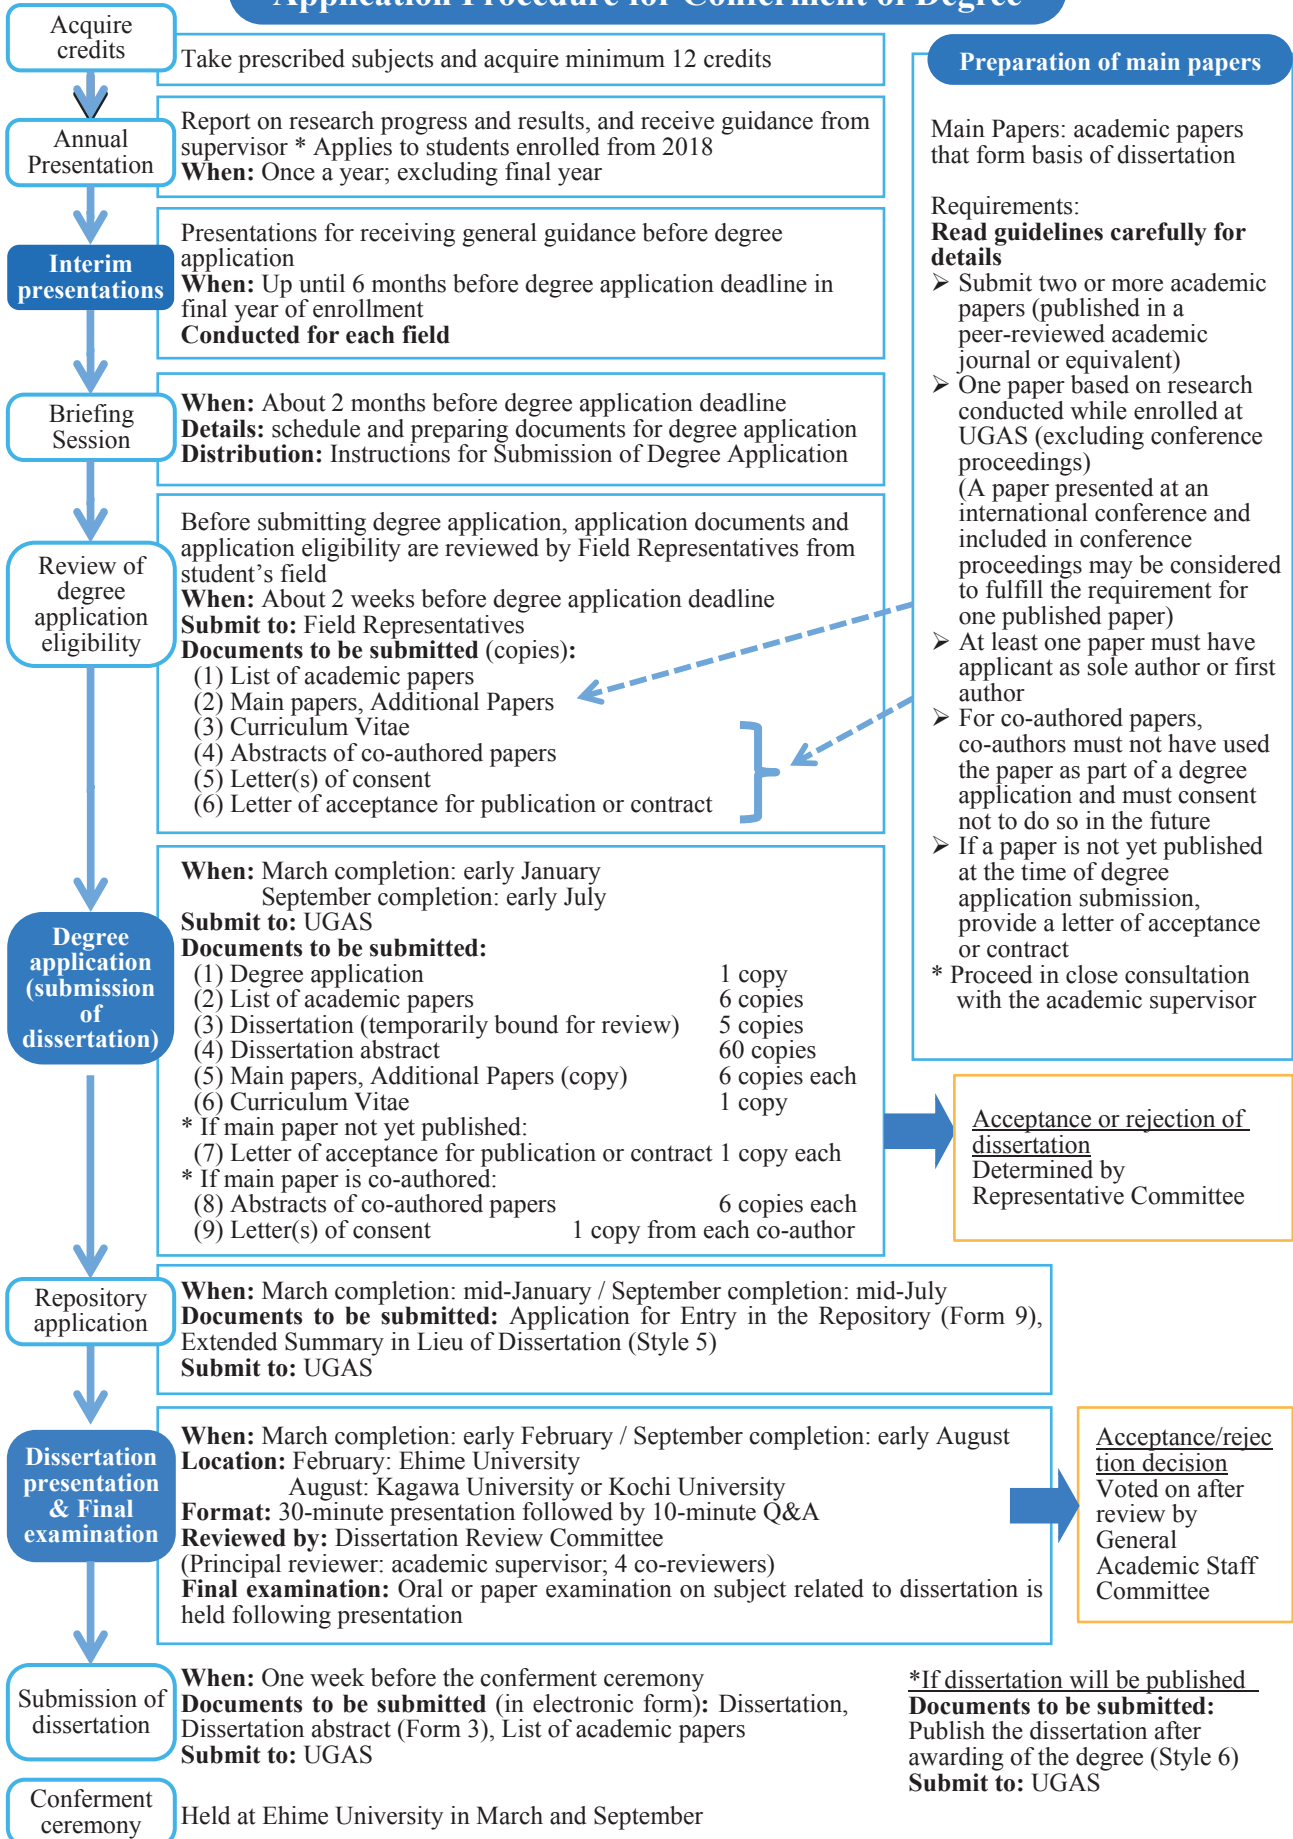 Application Procedure for Conferment of Degree
Acquire
credits
Take prescribed subjects and acquire minimum 12 credits
Annual
Presentation
Report on research progress and results, and receive guidance from
supervisor * Applies to students enrolled from 2018
When: Once a year; excluding final year
Interim
presentations
Presentations for receiving general guidance before degree
application
When: Up until 6 months before degree application deadline in
final year of enrollment
Conducted for each field
Briefing
Session
When: About 2 months before degree application deadline
Details: schedule and preparing documents for degree application
Distribution: Instructions for Submission of Degree Application
Review of
degree
application
eligibility
Before submitting degree application, application documents and
application eligibility are reviewed by Field Representatives from
student's field
When: About 2 weeks before degree application deadline
Submit to: Field Representatives
Documents to be submitted (copies):
(1) List of academic papers
(2) Main papers, Additional Papers
(3) Curriculum Vitae
(4) Abstracts of co-authored papers
(5) Letter(s) of consent
(6) Letter of acceptance for publication or contract
Preparation of main papers
Main Papers: academic papers
that form basis of dissertation
Requirements:
Read guidelines carefully for
details
➢ Submit two or more academic
papers (published in a
peer-reviewed academic
journal or equivalent)
➢ One paper based on research
conducted while enrolled at
UGAS (excluding conference
proceedings)
(A paper presented at an
international conference and
included in conference
proceedings may be considered
to fulfill the requirement for
one published paper)
➢ At least one paper must have
applicant as sole author or first
author
➢ For co-authored papers,
co-authors must not have used
the paper as part of a degree
application and must consent
not to do so in the future
➢ If a paper is not yet published
at the time of degree
application submission,
provide a letter of acceptance
or contract
* Proceed in close consultation
with the academic supervisor
Degree
application
(submission
of
dissertation)
When: March completion: early January
September completion: early July
Submit to: UGAS
Documents to be submitted:
(1) Degree application 1 copy
(2) List of academic papers 6 copies
(3) Dissertation (temporarily bound for review) 5 copies
(4) Dissertation abstract 60 copies
(5) Main papers, Additional Papers (copy) 6 copies each
(6) Curriculum Vitae 1 copy
* If main paper not yet published:
(7) Letter of acceptance for publication or contract 1 copy each
* If main paper is co-authored:
(8) Abstracts of co-authored papers 6 copies each
(9) Letter(s) of consent 1 copy from each co-author
Acceptance or rejection of
dissertation
Determined by
Representative Committee
Repository
application
When: March completion: mid-January / September completion: mid-July
Documents to be submitted: Application for Entry in the Repository (Form 9),
Extended Summary in Lieu of Dissertation (Style 5)
Submit to: UGAS
Dissertation
presentation
& Final
examination
When: March completion: early February / September completion: early August
Location: February: Ehime University
August: Kagawa University or Kochi University
Format: 30-minute presentation followed by 10-minute Q&A
Reviewed by: Dissertation Review Committee
(Principal reviewer: academic supervisor; 4 co-reviewers)
Final examination: Oral or paper examination on subject related to dissertation is
held following presentation
Acceptance/rejec
tion decision
Voted on after
review by
General
Academic Staff
Committee
Submission of
dissertation
When: One week before the conferment ceremony
Documents to be submitted (in electronic form): Dissertation,
Dissertation abstract (Form 3), List of academic papers
Submit to: UGAS
*If dissertation will be published
Documents to be submitted:
Publish the dissertation after
awarding of the degree (Style 6)
Submit to: UGAS
Conferment
ceremony
Held at Ehime University in March and September